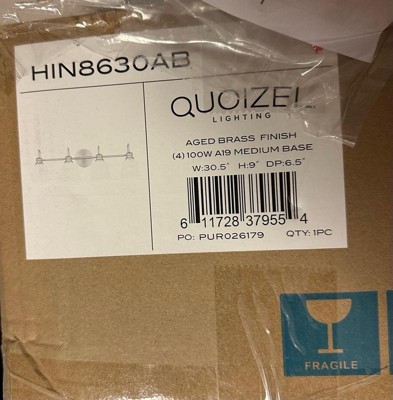 HIN8630AB
QUOIZEL
LIGHTING
AGED BRASS FINISH
(4) 100W A19 MEDIUM BASE
W:30.5" H:9" DP:6.5"
6 11728 37955 4
PO: PUR026179 QTY: 1PC
FRAGILE